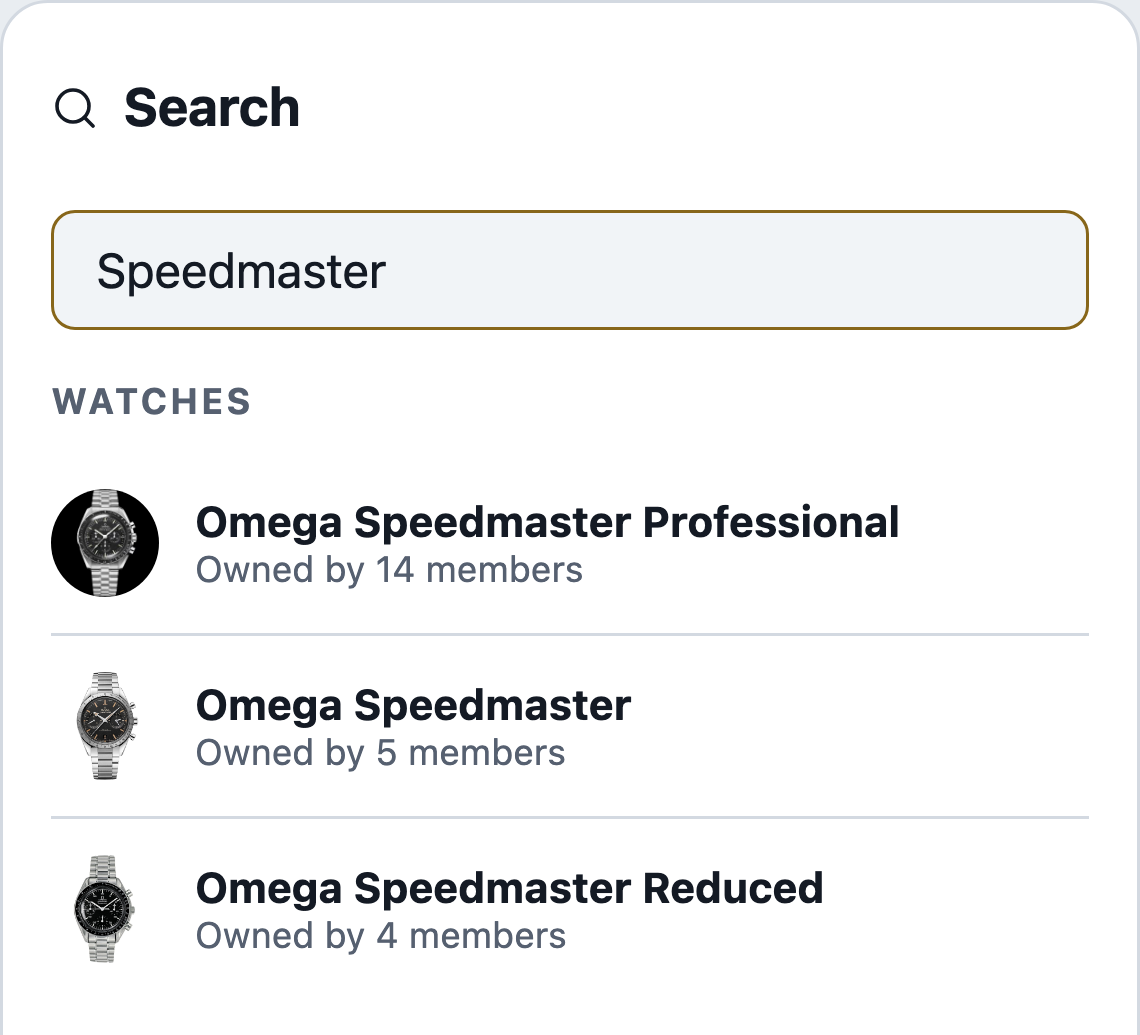 Search
Speedmaster
WATCHES
Omega Speedmaster Professional
Owned by 14 members
Omega Speedmaster
Owned by 5 members
Omega Speedmaster Reduced
Owned by 4 members